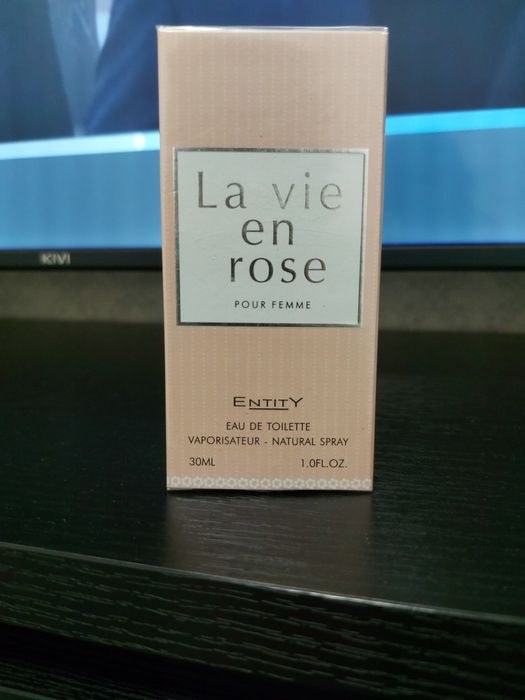 KIVI
La vie
en
rose
POUR FEMME
ENTITY
EAU DE TOILETTE
VAPORISATEUR - NATURAL SPRAY
30ML 1.0FL.OZ.